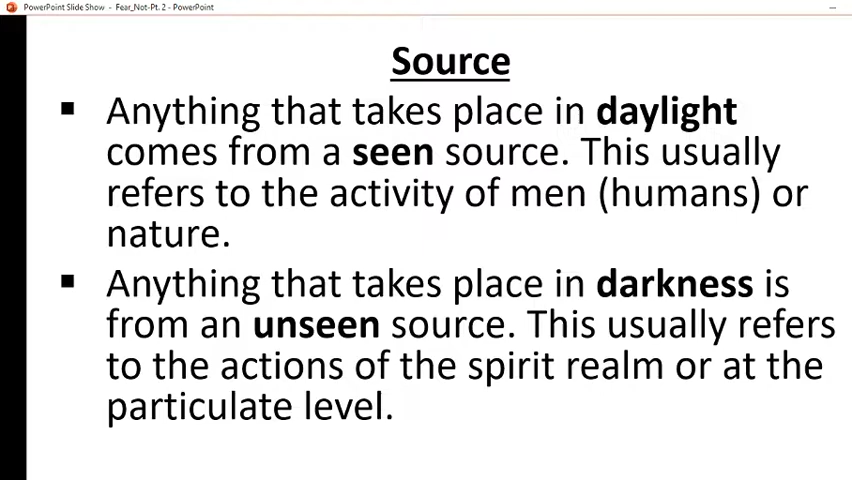 PowerPoint Slide Show - Fear_Not-Pt. 2 - PowerPoint
Source
▪ Anything that takes place in daylight
comes from a seen source. This usually
refers to the activity of men (humans) or
nature.
▪ Anything that takes place in darkness is
from an unseen source. This usually refers
to the actions of the spirit realm or at the
particulate level.